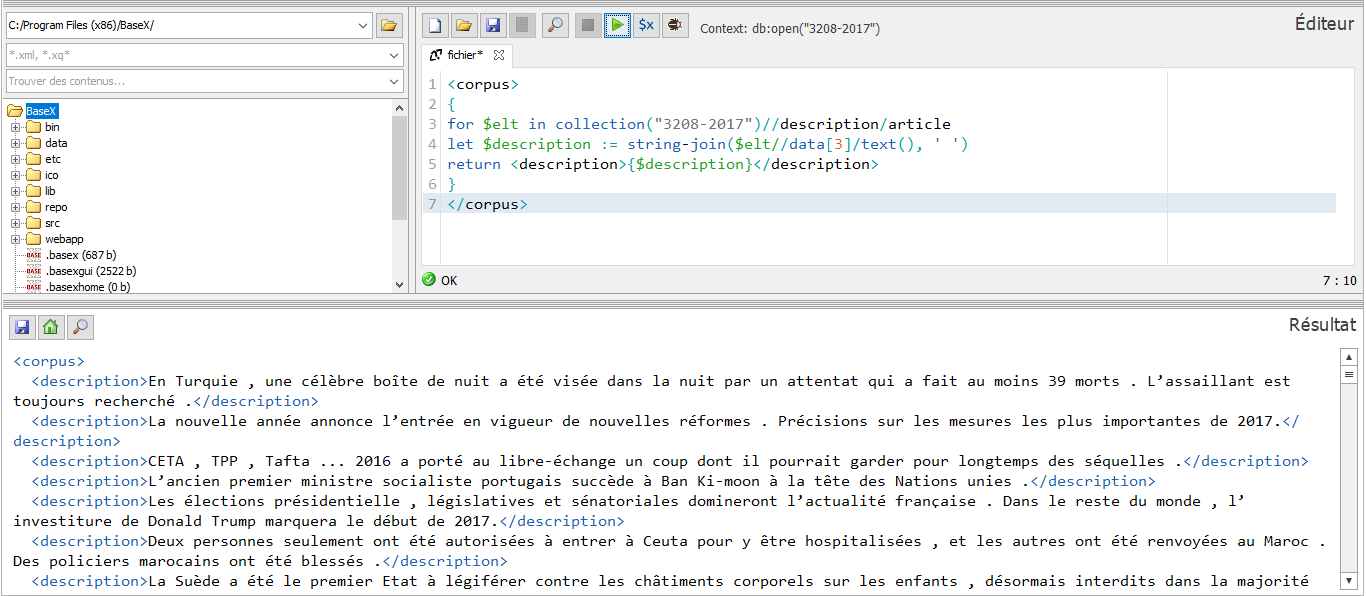 C:/Program Files (x86)/BaseX/
*.xml, *.xq*
Trouver des contenus...
BaseX
bin
data
etc
ico
lib
repo
src
webapp
BASE .basex (687 b)
BASE .basexgui (2522 b)
BASE .basexhome (0 b)
$x
Context: db:open("3208-2017")
Éditeur
fichier*
1 <corpus>
2 {
3 for $elt in collection("3208-2017")//description/article
4 let $description := string-join($elt//data[3]/text(), ' ')
5 return <description>{$description}</description>
6 }
7 </corpus>
OK
7 : 10
Résultat
<corpus>
<description>En Turquie , une célèbre boîte de nuit a été visée dans la nuit par un attentat qui a fait au moins 39 morts . L’assaillant est
toujours recherché .</description>
<description>La nouvelle année annonce l’entrée en vigueur de nouvelles réformes . Précisions sur les mesures les plus importantes de 2017.</
description>
<description>CETA , TPP , Tafta ... 2016 a porté au libre-échange un coup dont il pourrait garder pour longtemps des séquelles .</description>
<description>L’ancien premier ministre socialiste portugais succède à Ban Ki-moon à la tête des Nations unies .</description>
<description>Les élections présidentielle , législatives et sénatoriales domineront l’actualité française . Dans le reste du monde , l’
investiture de Donald Trump marquera le début de 2017.</description>
<description>Deux personnes seulement ont été autorisées à entrer à Ceuta pour y être hospitalisées , et les autres ont été renvoyées au Maroc .
Des policiers marocains ont été blessés .</description>
<description>La Suède a été le premier Etat à légiférer contre les châtiments corporels sur les enfants , désormais interdits dans la majorité